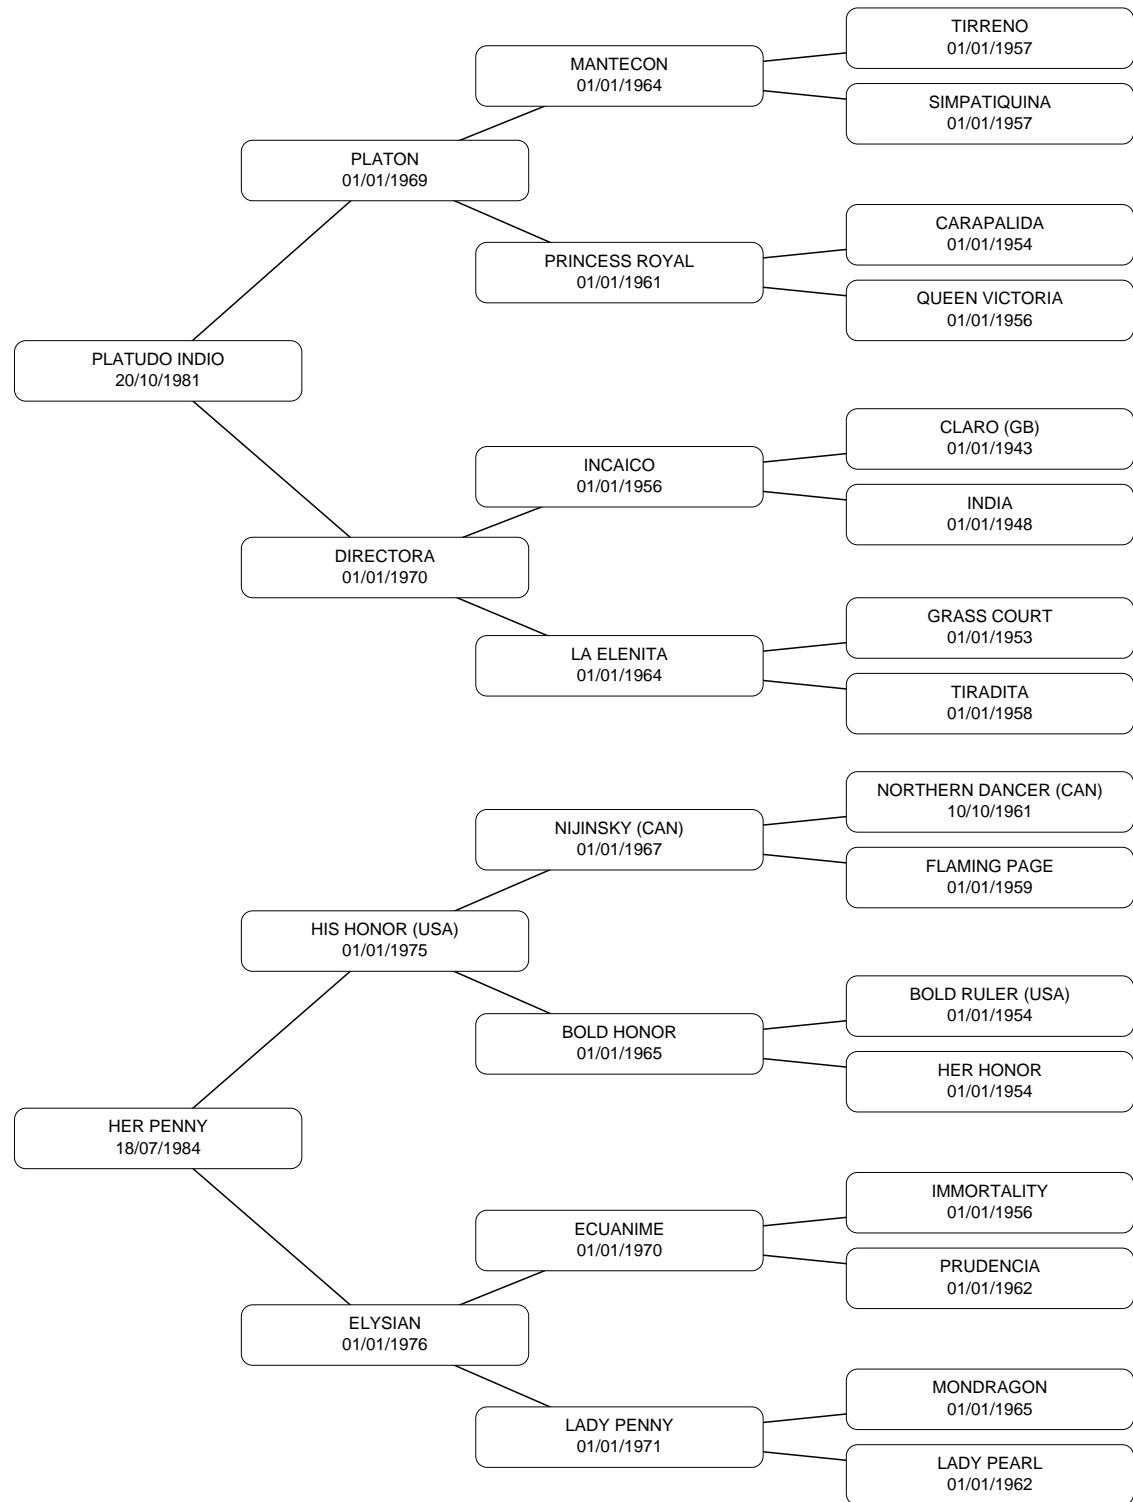 TIRRENO
01/01/1957
MANTECON
01/01/1964
SIMPATIQUINA
01/01/1957
PLATON
01/01/1969
CARAPALIDA
01/01/1954
PRINCESS ROYAL
01/01/1961
QUEEN VICTORIA
01/01/1956
PLATUDO INDIO
20/10/1981
CLARO (GB)
01/01/1943
INCAICO
01/01/1956
INDIA
01/01/1948
DIRECTORA
01/01/1970
GRASS COURT
01/01/1953
LA ELENITA
01/01/1964
TIRADITA
01/01/1958
NORTHERN DANCER (CAN)
10/10/1961
NIJINSKY (CAN)
01/01/1967
FLAMING PAGE
01/01/1959
HIS HONOR (USA)
01/01/1975
BOLD RULER (USA)
01/01/1954
BOLD HONOR
01/01/1965
HER HONOR
01/01/1954
HER PENNY
18/07/1984
IMMORTALITY
01/01/1956
ECUANIME
01/01/1970
PRUDENCIA
01/01/1962
ELYSIAN
01/01/1976
MONDRAGON
01/01/1965
LADY PENNY
01/01/1971
LADY PEARL
01/01/1962